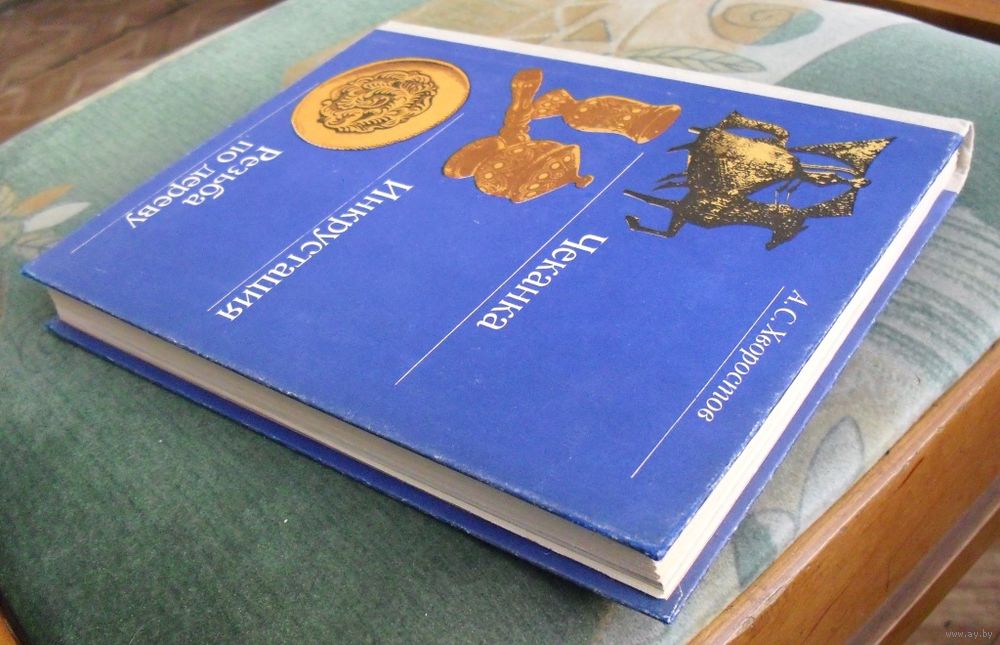 А. С. Хворостов
Чеканка
Инкрустация
Резьба
по дереву
www.ay.by